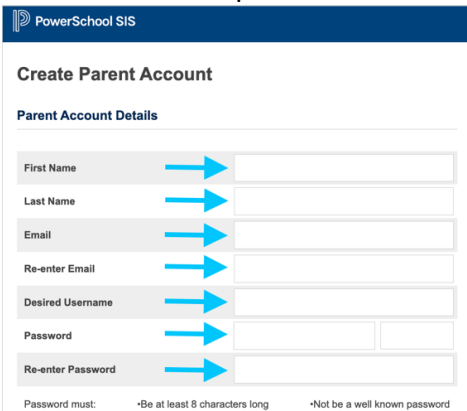 PowerSchool SIS
Create Parent Account
Parent Account Details
First Name
Last Name
Email
Re-enter Email
Desired Username
Password
Re-enter Password
Password must: •Be at least 8 characters long •Not be a well known password